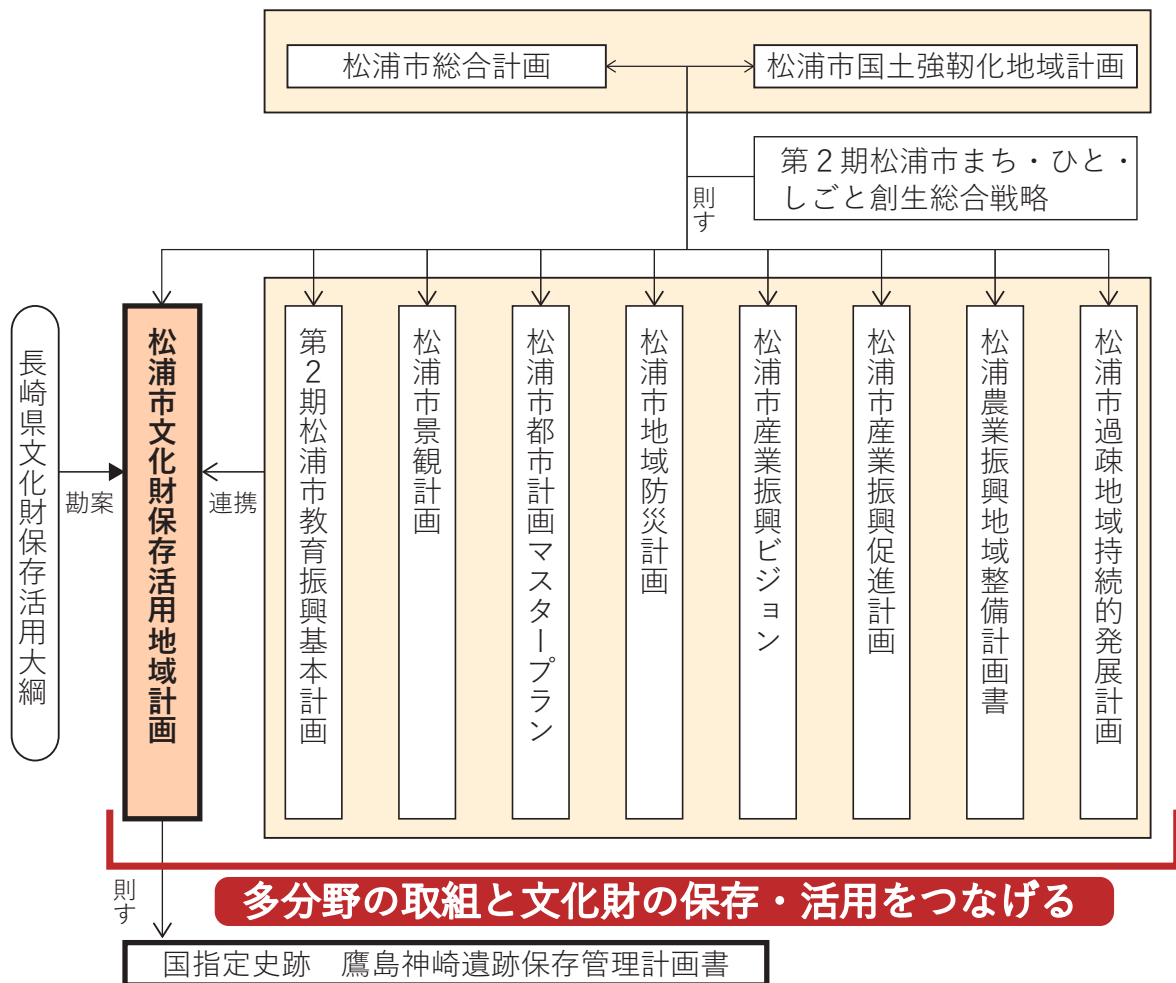 松浦市総合計画
松浦市国土強靭化地域計画
第２期松浦市まち・ひと・
しごと創生総合戦略
則す
長崎県文化財保存活用大綱
勘案
松浦市文化財保存活用地域計画
連携
第２期松浦市教育振興基本計画
松浦市景観計画
松浦市都市計画マスタープラン
松浦市地域防災計画
松浦市産業振興ビジョン
松浦市産業振興促進計画
松浦農業振興地域整備計画書
松浦市過疎地域持続的発展計画
多分野の取組と文化財の保存・活用をつなげる
則す
国指定史跡　鷹島神崎遺跡保存管理計画書